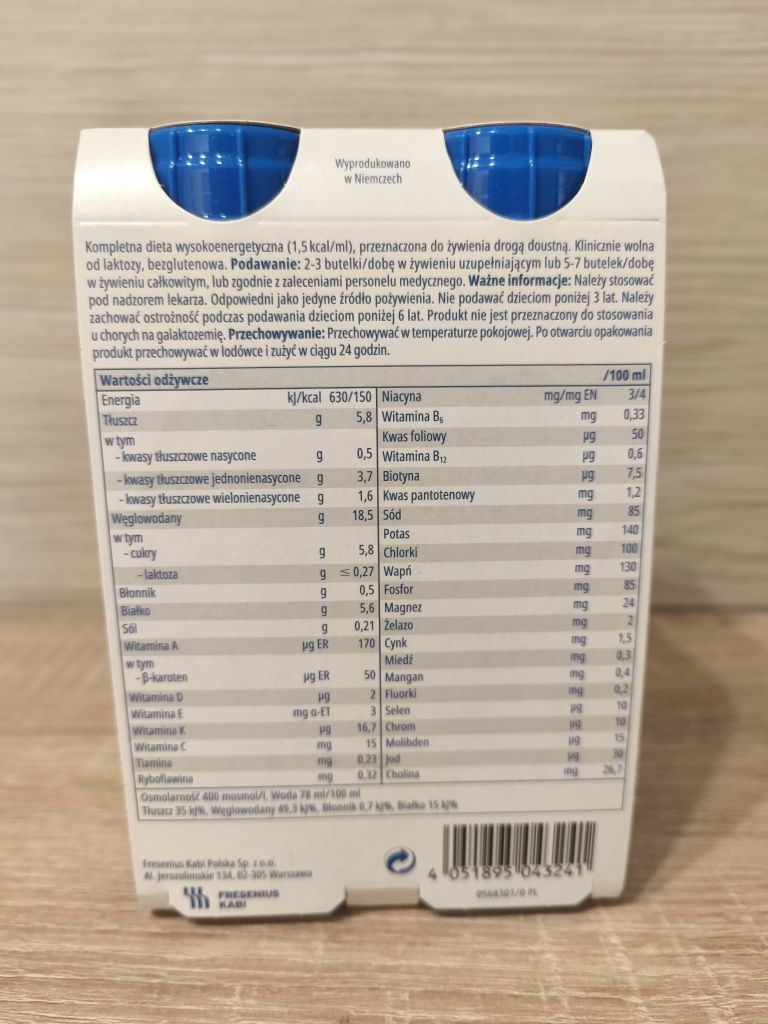 Wyprodukowano
w Niemczech
Kompletna dieta wysokoenergetyczna (1,5 kcal/ml), przeznaczona do żywienia drogą doustną. Klinicznie wolna
od laktozy, bezglutenowa. Podawanie: 2-3 butelki/dobę w żywieniu uzupełniającym lub 5-7 butelek/dobę
w żywieniu całkowitym, lub zgodnie z zaleceniami personelu medycznego. Ważne informacje: Należy stosować
pod nadzorem lekarza. Odpowiedni jako jedyne źródło pożywienia. Nie podawać dzieciom poniżej 3 lat. Należy
zachować ostrożność podczas podawania dzieciom poniżej 6 lat. Produkt nie jest przeznaczony do stosowania
u chorych na galaktozemię. Przechowywanie: Przechowywać w temperaturze pokojowej. Po otwarciu opakowania
produkt przechowywać w lodówce i zużyć w ciągu 24 godzin.
Wartości odżywcze /100 ml
Energia kJ/kcal 630/150
Tłuszcz g 5,8
w tym
- kwasy tłuszczowe nasycone g 0,5
- kwasy tłuszczowe jednonienasycone g 3,7
- kwasy tłuszczowe wielonienasycone g 1,6
Węglowodany g 18,5
w tym
- cukry g 5,8
- laktoza g ≤ 0,27
Błonnik g 0,5
Białko g 5,6
Sól g 0,21
Witamina A µg ER 170
w tym
- β-karoten µg ER 50
Witamina D µg 2
Witamina E mg α-ET 3
Witamina K µg 16,7
Witamina C mg 15
Tiamina mg 0,23
Ryboflawina mg 0,32
Niacyna mg/mg EN 3/4
Witamina B6 mg 0,33
Kwas foliowy µg 50
Witamina B12 µg 0,6
Biotyna µg 7,5
Kwas pantotenowy mg 1,2
Sód mg 85
Potas mg 140
Chlorki mg 100
Wapń mg 130
Fosfor mg 85
Magnez mg 24
Żelazo mg 2
Cynk mg 1,5
Miedź mg 0,3
Mangan mg 0,4
Fluorki mg 0,2
Selen µg 10
Chrom µg 10
Molibden µg 15
Jod µg 30
Cholina mg 26,7
Osmolarność 400 mosmol/l, Woda 78 ml/100 ml
Tłuszcz 35 kJ%, Węglowodany 49,3 kJ%, Błonnik 0,7 kJ%, Białko 15 kJ%
Fresenius Kabi Polska Sp. z o.o.
Al. Jerozolimskie 134, 02-305 Warszawa
FRESENIUS
KABI
4 051895 043241
0568301/0 PL